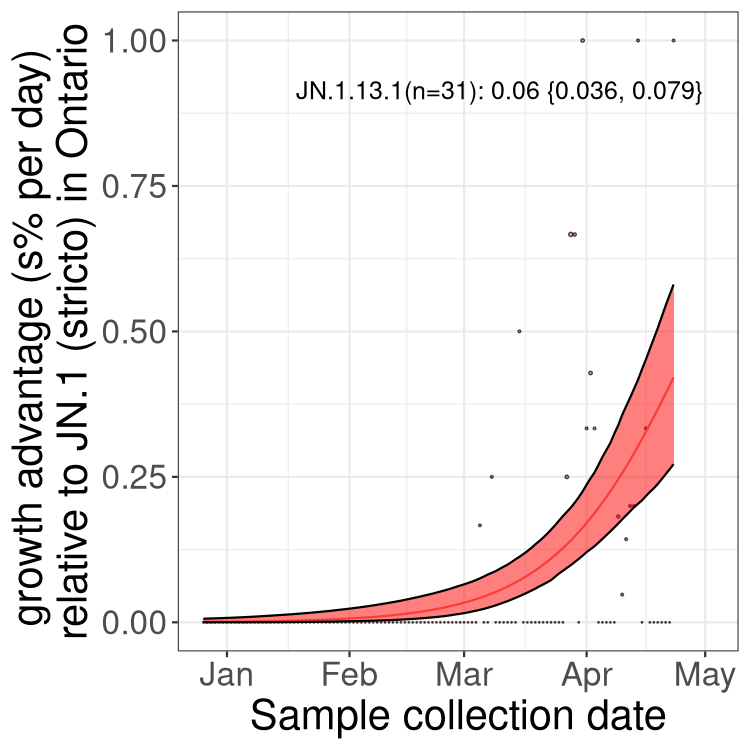 growth advantage (s% per day)
relative to JN.1 (stricto) in Ontario
1.00
0.75
0.50
0.25
0.00
JN.1.13.1(n=31): 0.06 {0.036, 0.079}
Jan Feb Mar Apr May
Sample collection date